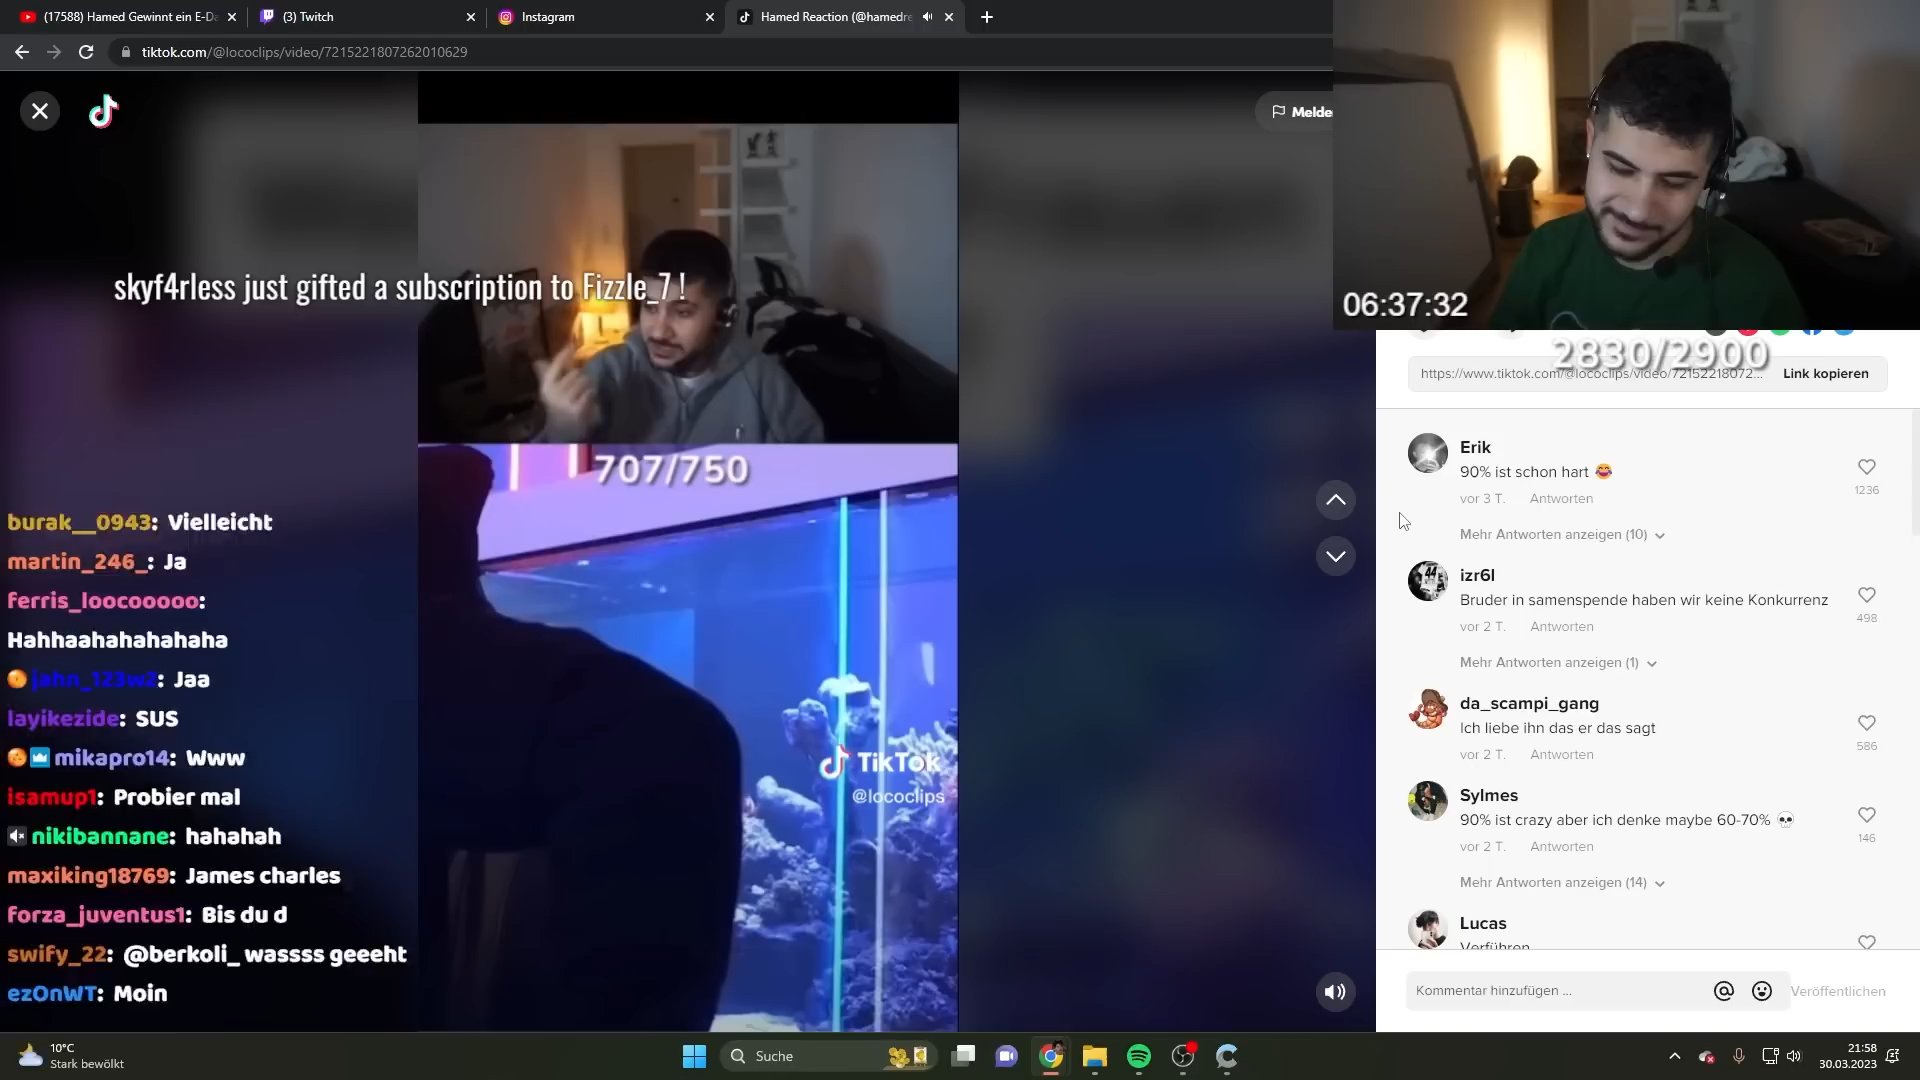 (17588) Hamed Gewinnt ein E-Da
(3) Twitch
Instagram
Hamed Reaction (@hamedre
tiktok.com/@lococlips/video/7215221807262010629
Melde
skyf4rless just gifted a subscription to Fizzle_7 !
06:37:32
2830/2900
https://www.tiktok.com/@lococlips/video/72152218072...
Link kopieren
707/750
TikTok
@lococlips
burak__0943: Vielleicht
martin_246_: Ja
ferris_loocooooo:
Hahhaahahahahaha
jahn_123w2: Jaa
layikezide: SUS
mikapro14: Www
isamup1: Probier mal
nikibannane: hahahah
maxiking18769: James charles
forza_juventus1: Bis du d
swify_22: @berkoli_ wassss geeeht
ezOnWT: Moin
Erik
90% ist schon hart 😂
vor 3 T. Antworten
1236
Mehr Antworten anzeigen (10)
izr6l
Bruder in samenspende haben wir keine Konkurrenz
vor 2 T. Antworten
498
Mehr Antworten anzeigen (1)
da_scampi_gang
Ich liebe ihn das er das sagt
vor 2 T. Antworten
586
Sylmes
90% ist crazy aber ich denke maybe 60-70% 💀
vor 2 T. Antworten
146
Mehr Antworten anzeigen (14)
Lucas
Verführen
Kommentar hinzufügen ...
Veröffentlichen
10°C
Stark bewölkt
Suche
21:58
30.03.2023